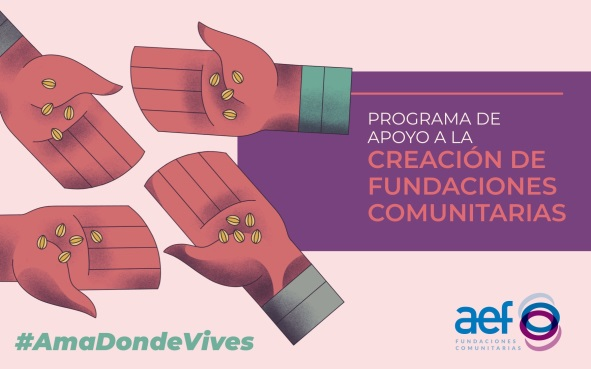 PROGRAMA DE
APOYO A LA
CREACIÓN DE
FUNDACIONES
COMUNITARIAS
#AmaDondeVives
aef
FUNDACIONES
COMUNITARIAS